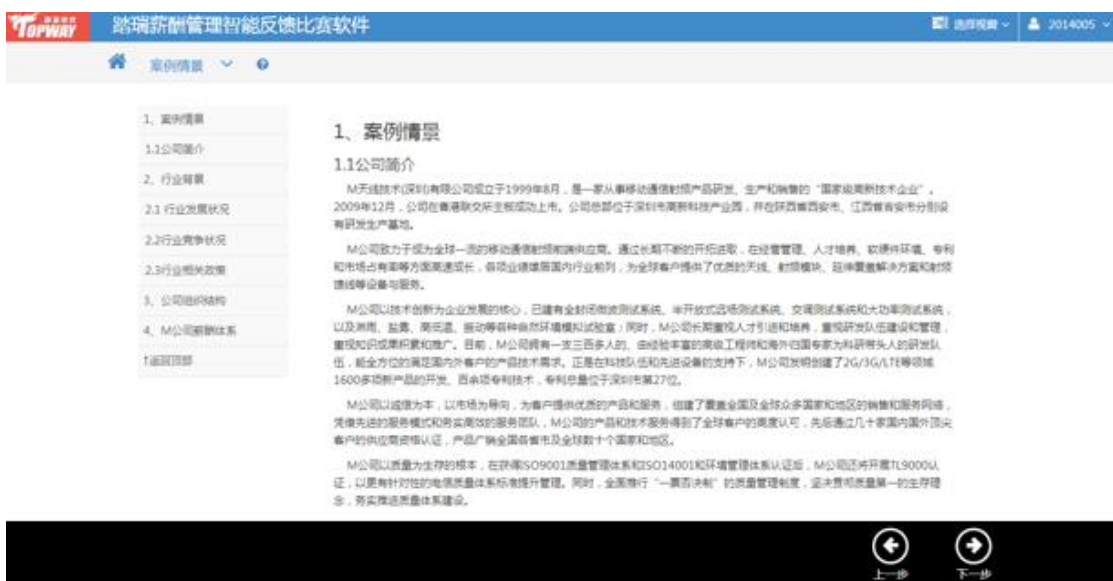 TOPWAY 踏瑞薪酬管理智能反馈比赛软件 选择视窗 2014005
案例情景
1、案例情景
1.1公司简介
2、行业背景
2.1 行业发展状况
2.2行业竞争状况
2.3行业相关政策
3、公司组织结构
4、M公司薪酬体系
↑返回顶部
1、案例情景
1.1公司简介
M天线技术(深圳)有限公司成立于1999年8月，是一家从事移动通信射频产品研发、生产和销售的“国家级高新技术企业”。
2009年12月，公司在香港联交所主板成功上市。公司总部位于深圳市高新科技产业园，并在陕西省西安市、江西省吉安市分别设
有研发生产基地。
M公司致力于成为全球一流的移动通信射频前端供应商。通过长期不断的开拓进取，在经营管理、人才培养、软硬件环境、专利
和市场占有率等方面高速成长，各项业绩雄居国内行业前列，为全球客户提供了优质的天线、射频模块、延伸覆盖解决方案和射频
馈线等设备与服务。
M公司以技术创新为企业发展的核心，已建有全封闭微波测试系统、半开放式远场测试系统、交调测试系统和大功率测试系统，
以及淋雨、盐雾、高低温、振动等各种自然环境模拟试验室；同时，M公司长期重视人才引进和培养，重视研发队伍建设和管理，
重视知识成果积累和推广。目前，M公司拥有一支三百多人的、由经验丰富的高级工程师和海外归国专家为科研带头人的研发队
伍，能全方位的满足国内外客户的产品技术需求。正是在科技队伍和先进设备的支持下，M公司发明创建了2G/3G/LTE等领域
1600多项新产品的开发、百余项专利技术，专利总量位于深圳市第27位。
M公司以诚信为本，以市场为导向，为客户提供优质的产品和服务，组建了覆盖全国及全球众多国家和地区的销售和服务网络，
凭借先进的服务模式和务实高效的服务团队，M公司的产品和技术服务得到了全球客户的高度认可，先后通过几十家国内国外顶尖
客户的供应商资格认证，产品广销全国各省市及全球数十个国家和地区。
M公司以质量为生存的根本，在获得ISO9001质量管理体系和ISO14001和环境管理体系认证后，M公司还将开展TL9000认
证，以更有针对性的电信质量体系标准提升管理。同时，全面推行“一票否决制”的质量管理制度，坚决贯彻质量第一的生存理
念，务实推进质量体系建设。
上一步 下一步